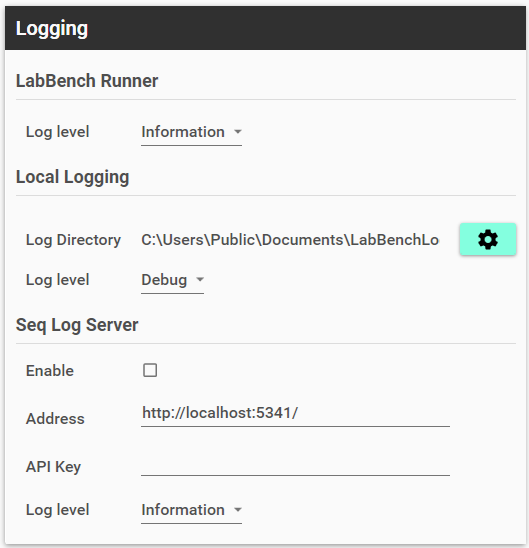 Logging
LabBench Runner
Log level Information
Local Logging
Log Directory C:\Users\Public\Documents\LabBenchLo
Log level Debug
Seq Log Server
Enable
Address http://localhost:5341/
API Key
Log level Information